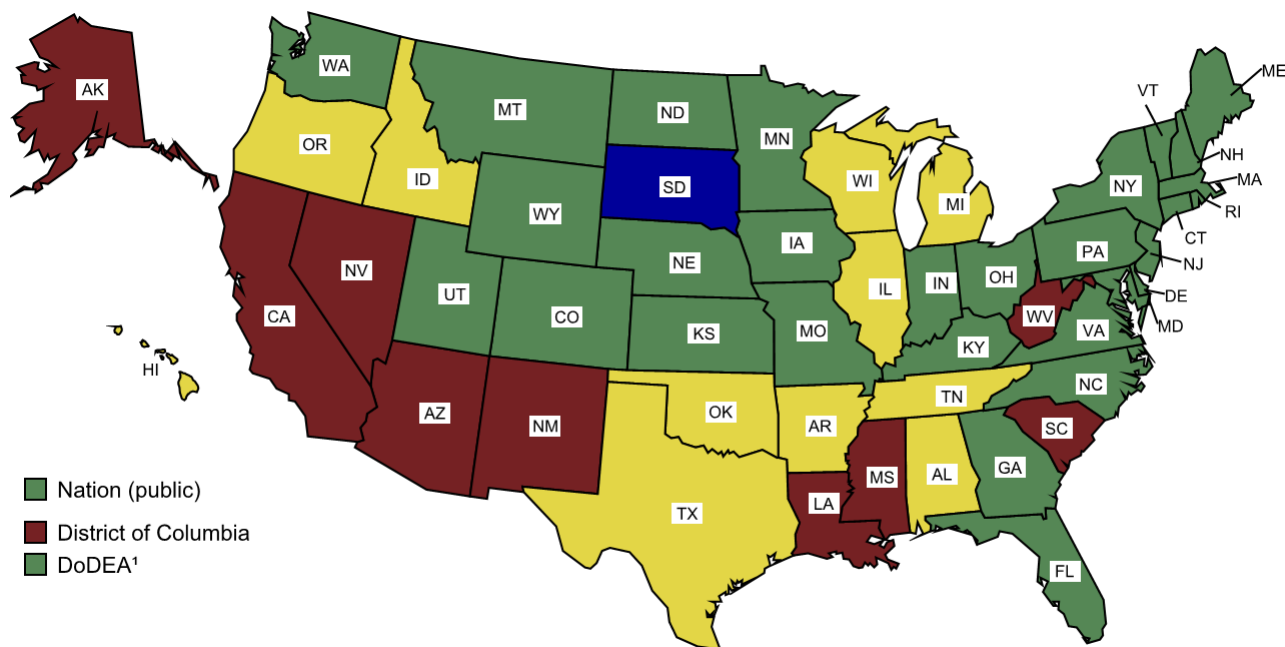 ME
WA
VT
AK
MT
ND
MN
OR
NH
WI
ID
SD
MA
NY
MI
WY
RI
IA
CT
PA
NE
NV
OH
NJ
IN
UT
IL
DE
CA
CO
WV
MD
MO
VA
KS
KY
HI
NC
TN
AZ
OK
NM
AR
SC
GA
AL
MS
Nation (public)
LA
TX
District of Columbia
DoDEA¹
FL